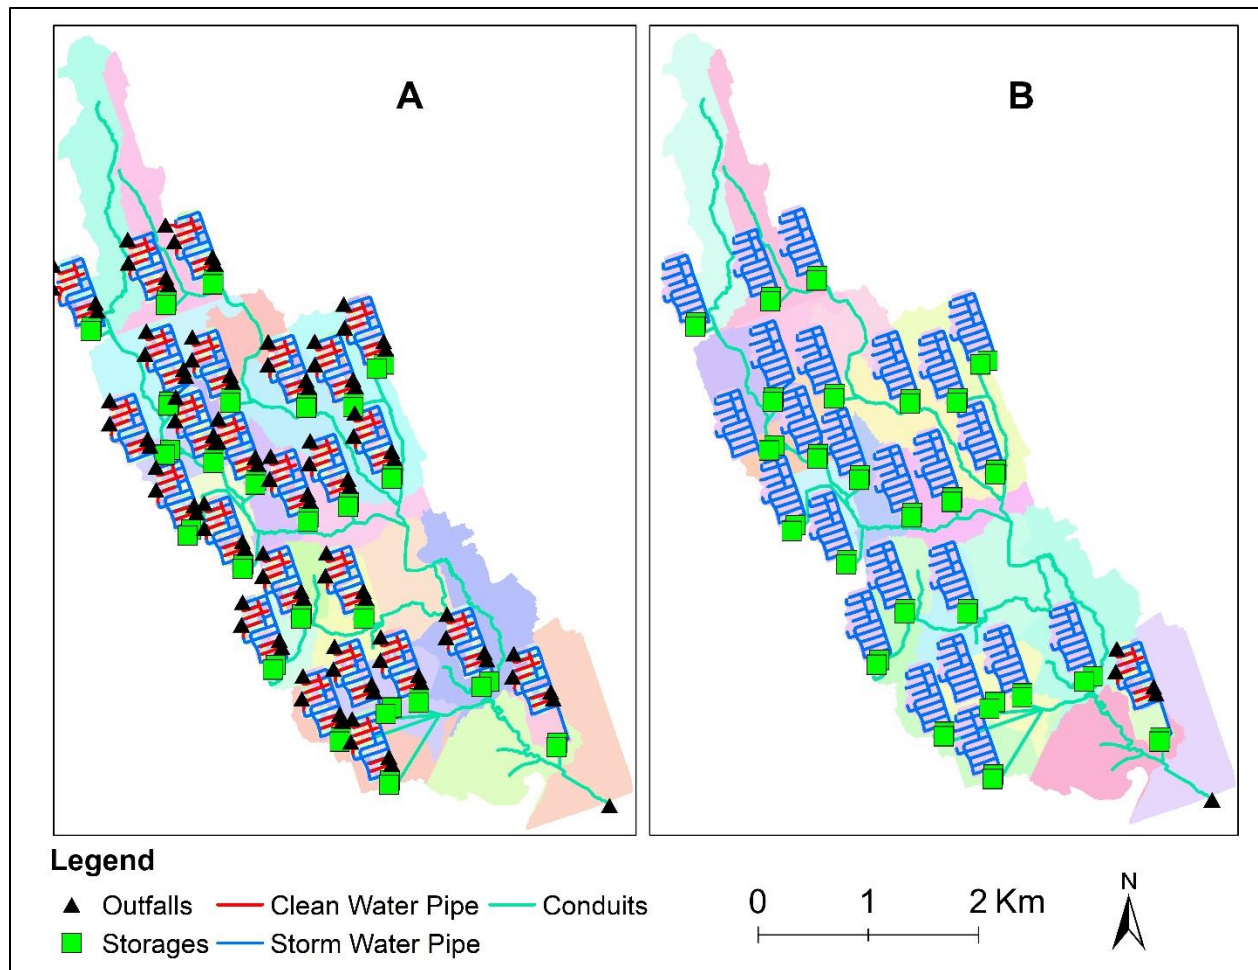 A
B
Legend
Outfalls Clean Water Pipe Conduits
Storages Storm Water Pipe
0 1 2 Km
N